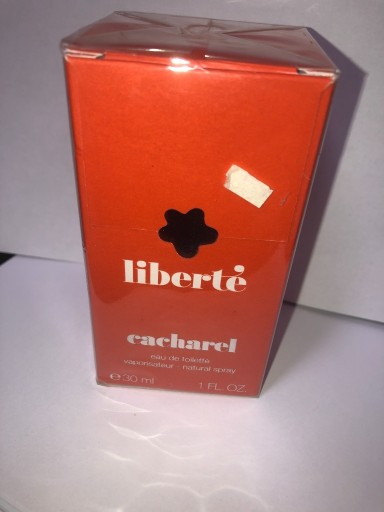 liberté
cacharel
eau de toilette
vaporisateur - natural spray
℮ 30 ml 1 FL. OZ.